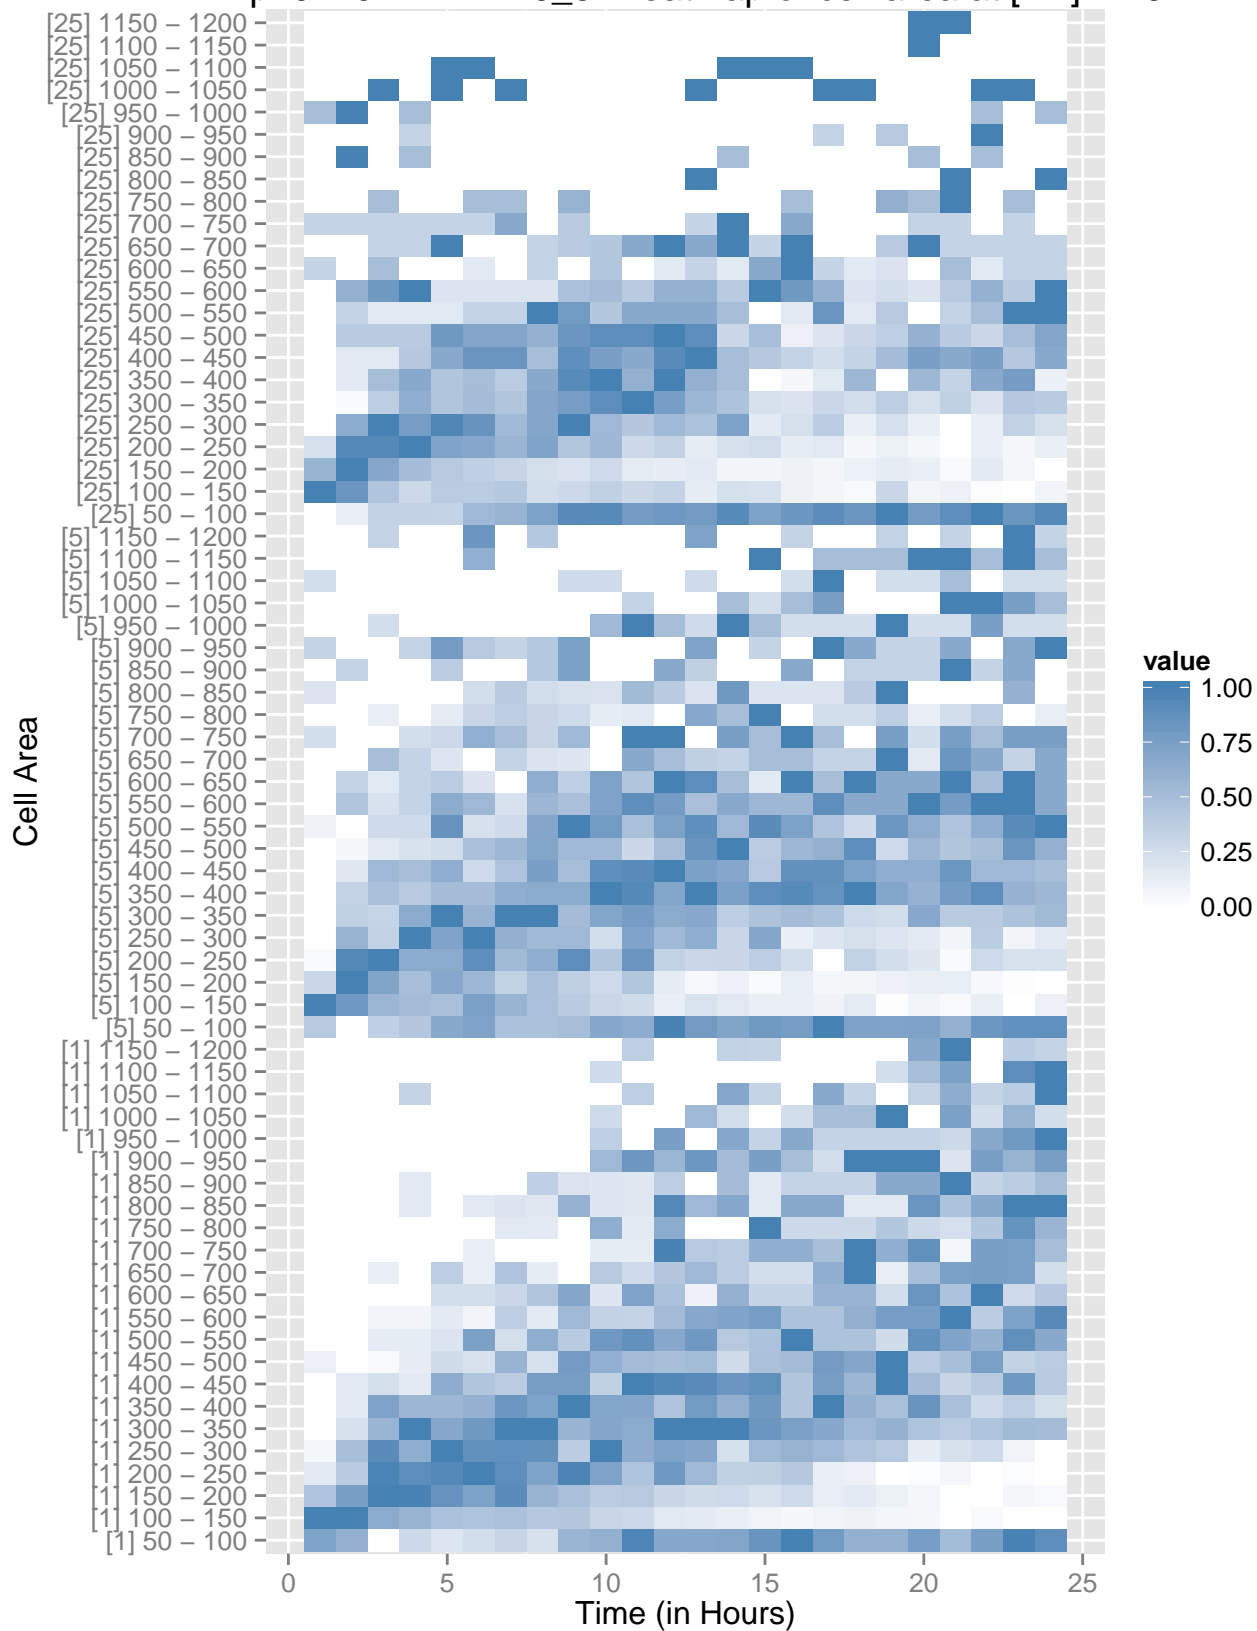 [25] 1150 – 1200
[25] 1100 – 1150
[25] 1050 – 1100
[25] 1000 – 1050
[25] 950 – 1000
[25] 900 – 950
[25] 850 – 900
[25] 800 – 850
[25] 750 – 800
[25] 700 – 750
[25] 650 – 700
[25] 600 – 650
[25] 550 – 600
[25] 500 – 550
[25] 450 – 500
[25] 400 – 450
[25] 350 – 400
[25] 300 – 350
[25] 250 – 300
[25] 200 – 250
[25] 150 – 200
[25] 100 – 150
[25] 50 – 100
[5] 1150 – 1200
[5] 1100 – 1150
[5] 1050 – 1100
[5] 1000 – 1050
[5] 950 – 1000
[5] 900 – 950
[5] 850 – 900
[5] 800 – 850
[5] 750 – 800
[5] 700 – 750
[5] 650 – 700
[5] 600 – 650
[5] 550 – 600
[5] 500 – 550
[5] 450 – 500
[5] 400 – 450
[5] 350 – 400
[5] 300 – 350
[5] 250 – 300
[5] 200 – 250
[5] 150 – 200
[5] 100 – 150
[5] 50 – 100
[1] 1150 – 1200
[1] 1100 – 1150
[1] 1050 – 1100
[1] 1000 – 1050
[1] 950 – 1000
[1] 900 – 950
[1] 850 – 900
[1] 800 – 850
[1] 750 – 800
[1] 700 – 750
[1] 650 – 700
[1] 600 – 650
[1] 550 – 600
[1] 500 – 550
[1] 450 – 500
[1] 400 – 450
[1] 350 – 400
[1] 300 – 350
[1] 250 – 300
[1] 200 – 250
[1] 150 – 200
[1] 100 – 150
[1] 50 – 100
Cell Area
0 5 10 15 20 25
Time (in Hours)
value
1.00
0.75
0.50
0.25
0.00